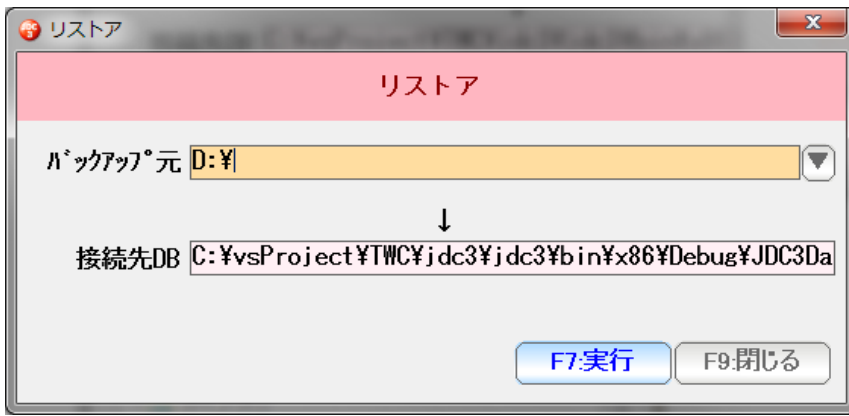 リストア
リストア
ﾊﾞｯｸｱｯﾌﾟ元 D:¥
↓
接続先DB C:¥vsProject¥TWC¥jdc3¥jdc3¥bin¥x86¥Debug¥JDC3Da
F7:実行 F9:閉じる